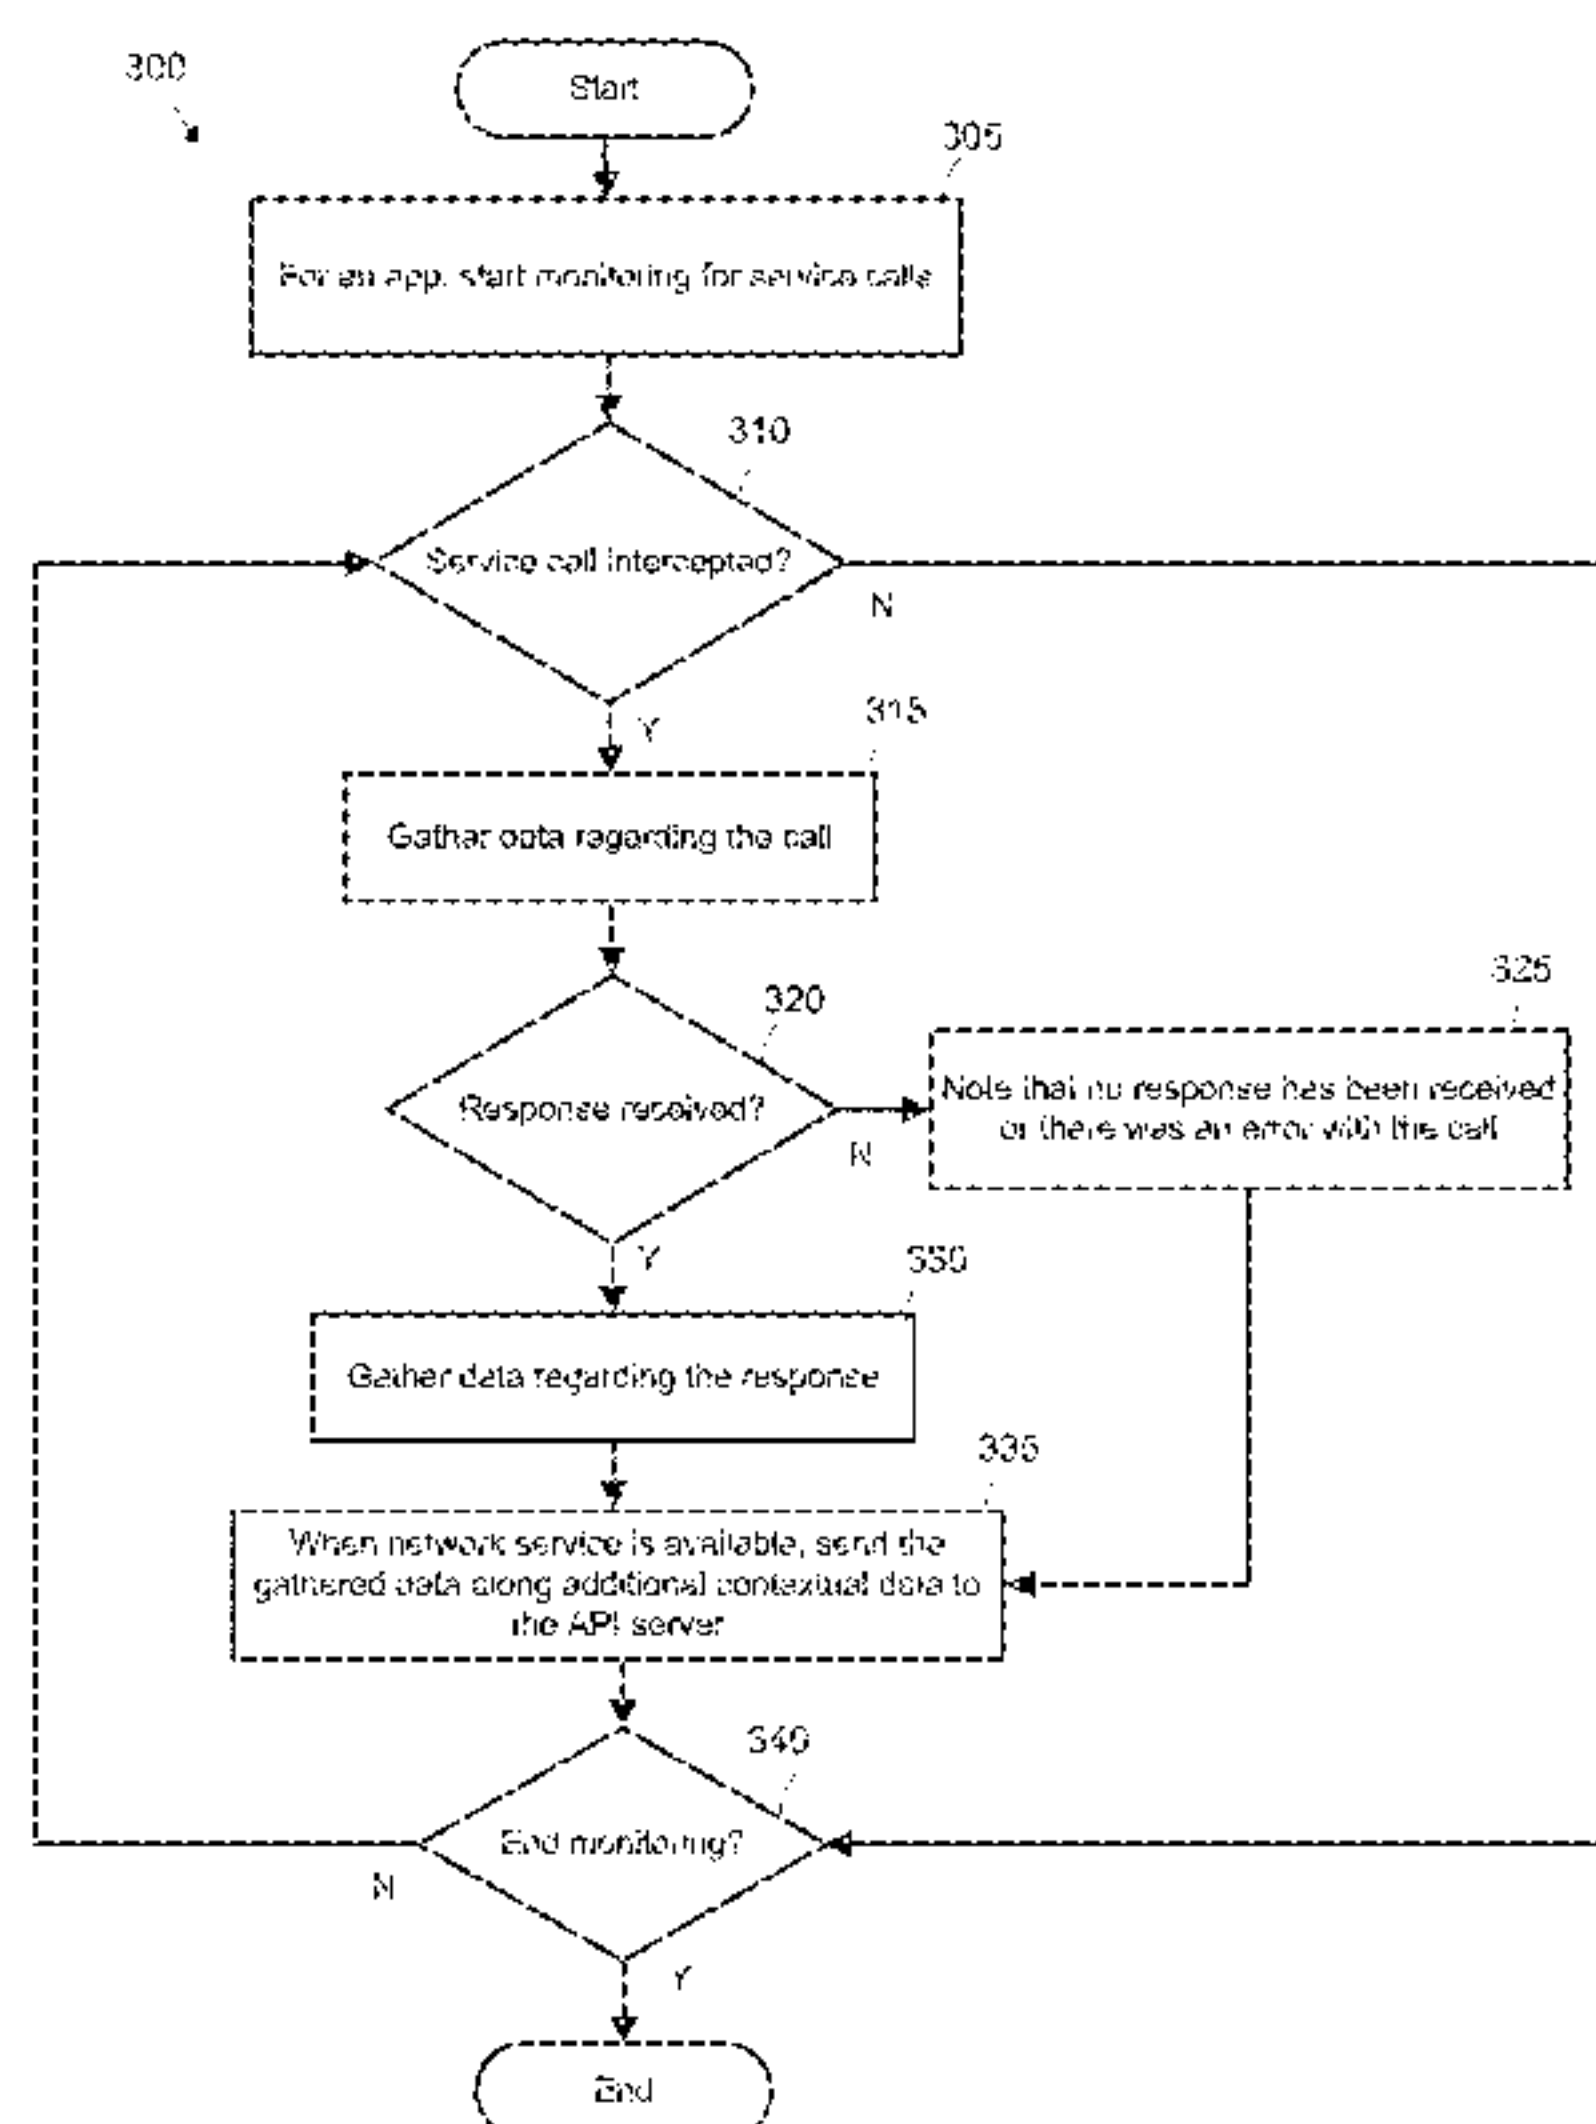 300
Start
305
For an app, start monitoring for service calls
310
Service call intercepted?
N
Y
315
Gather data regarding the call
320
325
Response received?
Note that no response has been received
or there was an error with the call
N
Y
330
Gather data regarding the response
335
When network service is available, send the
gathered data along additional contextual data to
the API server
340
End monitoring?
N
Y
End